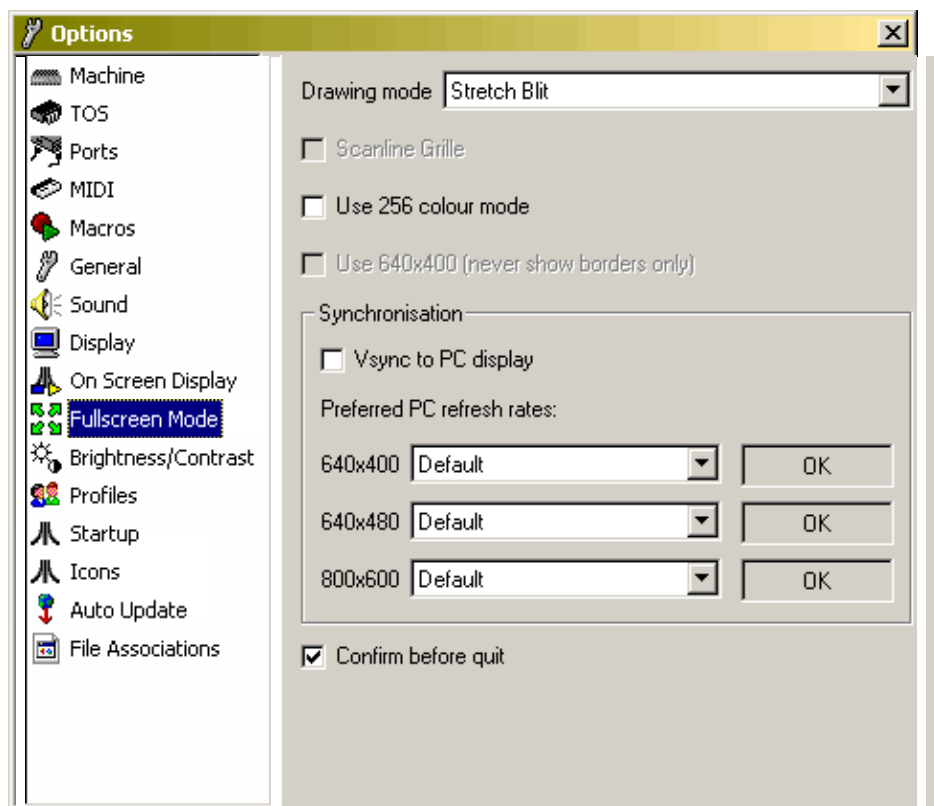 Options
Machine
TOS
Ports
MIDI
Macros
General
Sound
Display
On Screen Display
Fullscreen Mode
Brightness/Contrast
Profiles
Startup
Icons
Auto Update
File Associations
Drawing mode Stretch Blit
Scanline Grille
Use 256 colour mode
Use 640x400 (never show borders only)
Synchronisation
Vsync to PC display
Preferred PC refresh rates:
640x400 Default OK
640x480 Default OK
800x600 Default OK
Confirm before quit